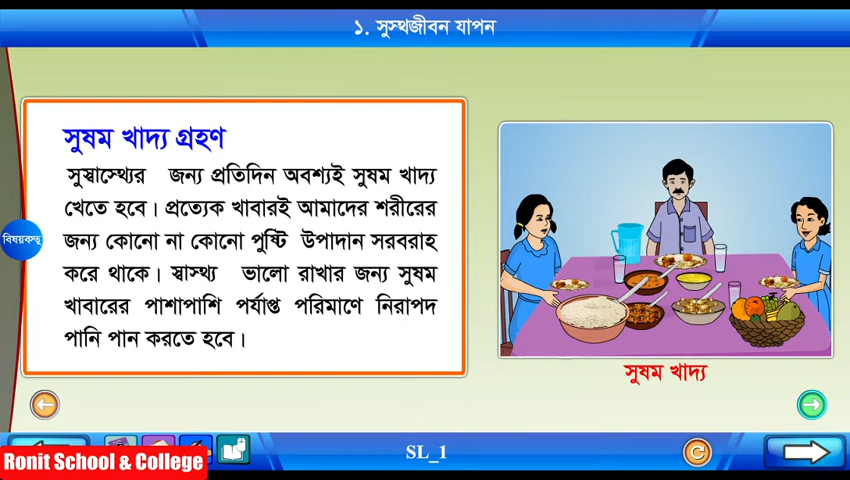 ১. সুস্থজীবন যাপন
সুষম খাদ্য গ্রহণ
সুস্বাস্থ্যের জন্য প্রতিদিন অবশ্যই সুষম খাদ্য
খেতে হবে। প্রত্যেক খাবারই আমাদের শরীরের
জন্য কোনো না কোনো পুষ্টি উপাদান সরবরাহ
করে থাকে। স্বাস্থ্য ভালো রাখার জন্য সুষম
খাবারের পাশাপাশি পর্যাপ্ত পরিমাণে নিরাপদ
পানি পান করতে হবে।
বিষয়বস্তু
সুষম খাদ্য
SL_1
Ronit School & College